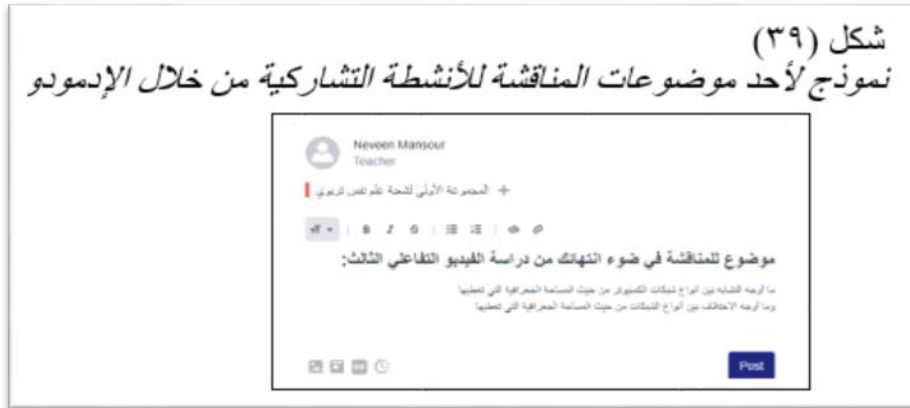 شكل (٣٩)
نموذج لأحد موضوعات المناقشة للأنشطة التشاركية من خلال الإدمودو
Neveen Mansour
Teacher
المجموعة الأولى لشعبة علم نفس تربوي
B I S
موضوع للمناقشة في ضوء انتهائك من دراسة الفيديو التفاعلي الثالث:
ما أوجه التشابه بين أنواع شبكات الكمبيوتر من حيث المساحة الجغرافية التي تغطيها
وما أوجه الاختلاف بين أنواع الشبكات من حيث المساحة الجغرافية التي تغطيها
Post